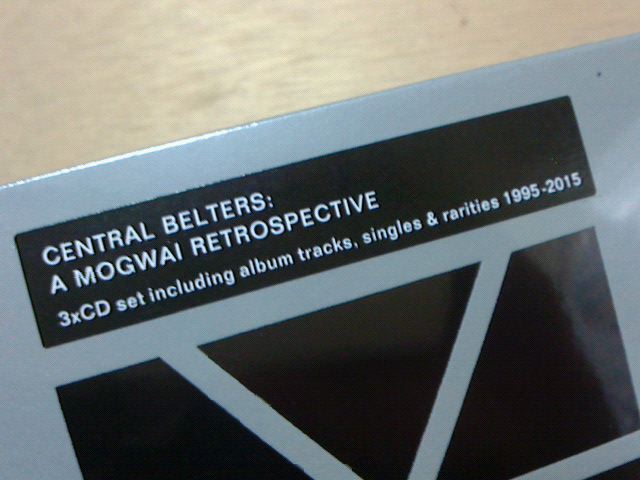 CENTRAL BELTERS:
A MOGWAI RETROSPECTIVE
3xCD set including album tracks, singles & rarities 1995-2015